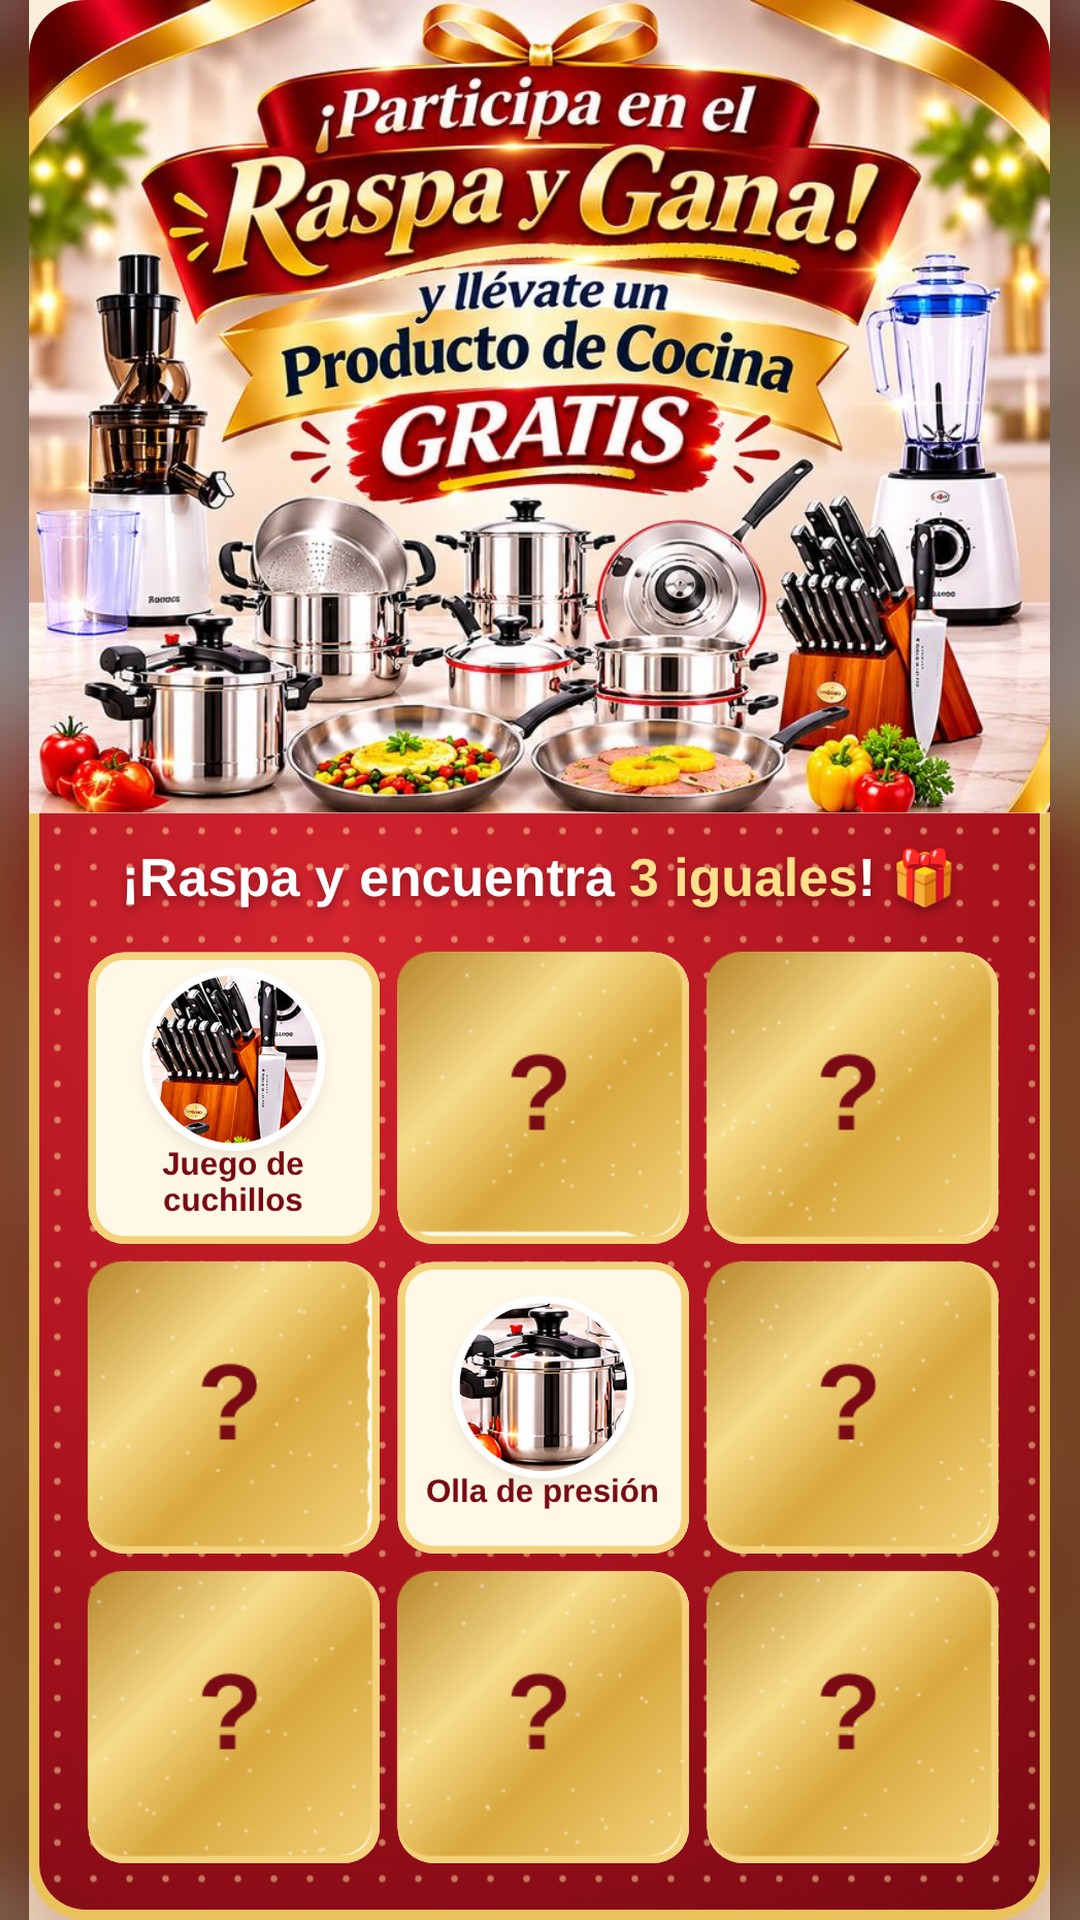 ¡Participa en el
Raspa y Gana!
y llévate un
Producto de Cocina
GRATIS
¡Raspa y encuentra 3 iguales! 🎁
? ?
Juego de
cuchillos
? ?
Olla de presión
? ? ?